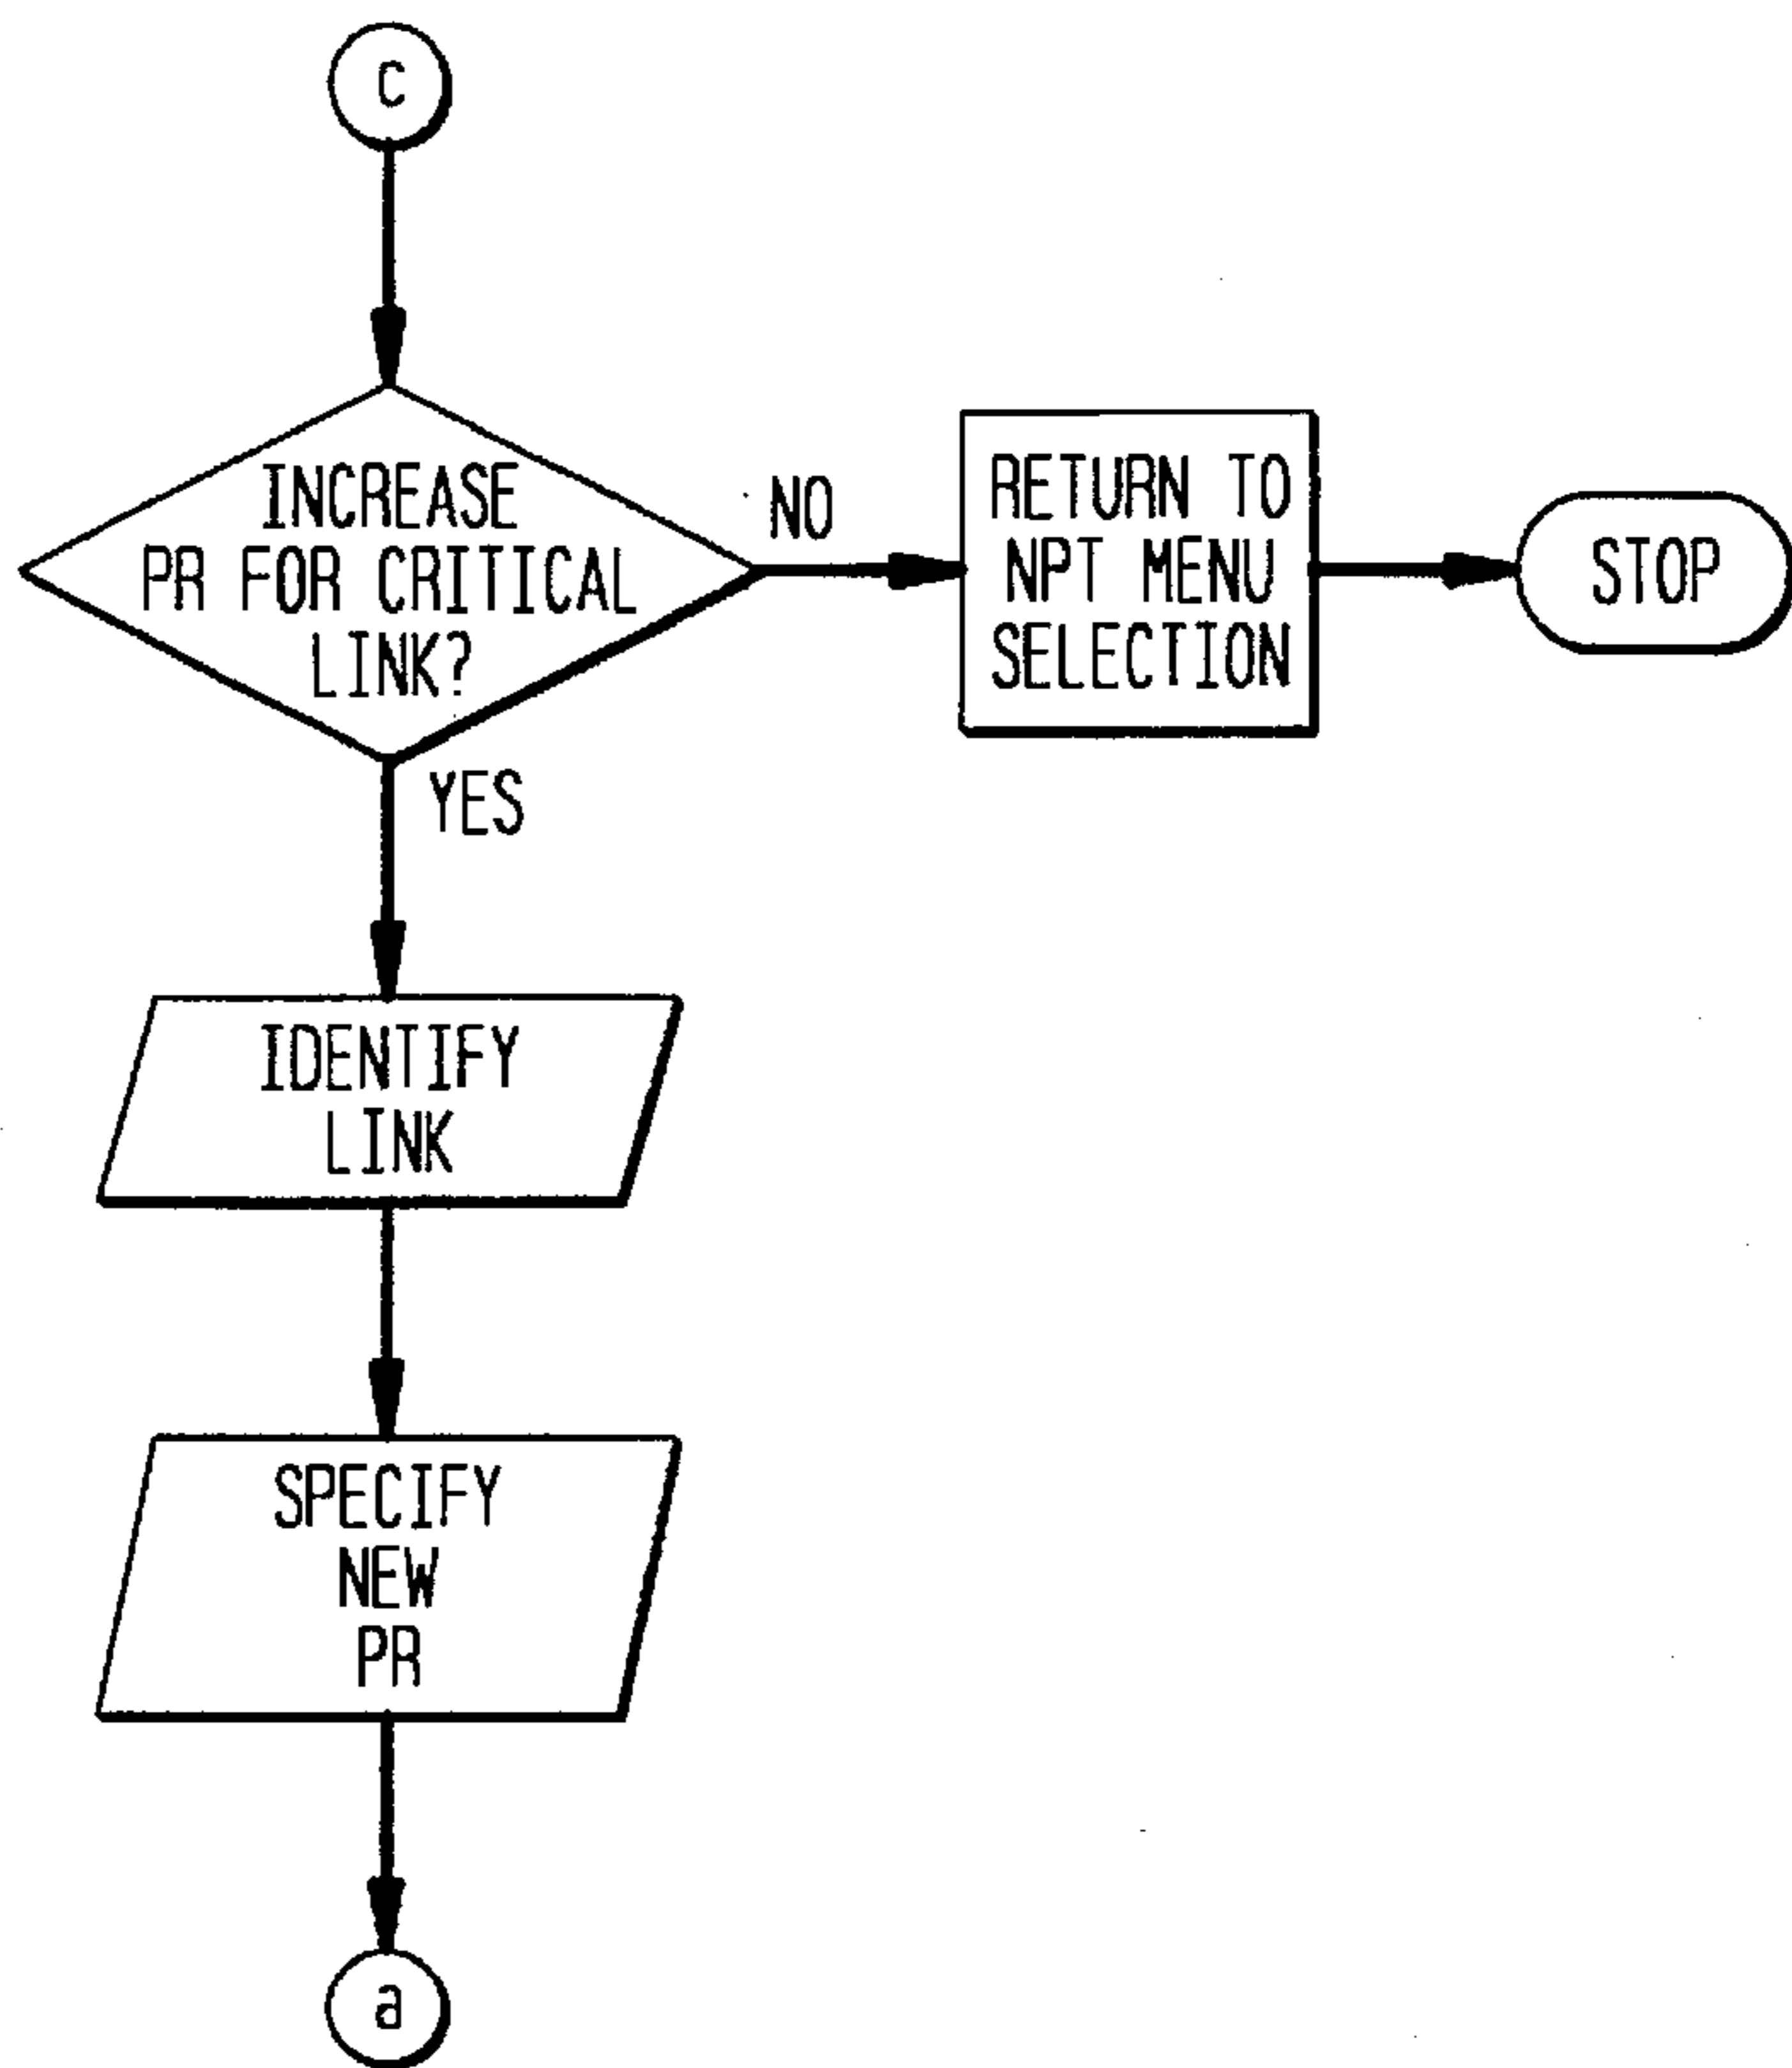 C
INCREASE
PR FOR CRITICAL
LINK?
NO
RETURN TO
NPT MENU
SELECTION
STOP
YES
IDENTIFY
LINK
SPECIFY
NEW
PR
a